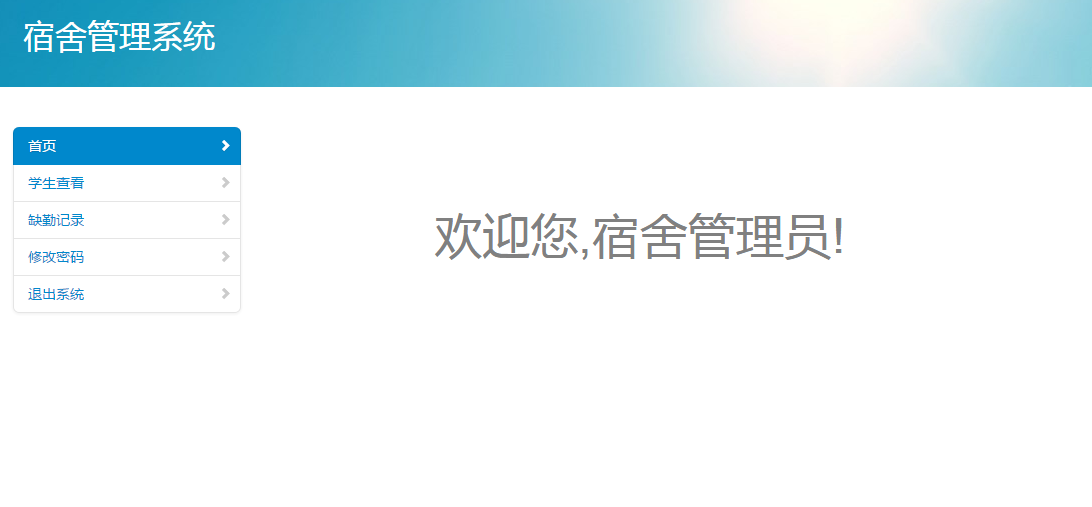 宿舍管理系统
首页
学生查看
缺勤记录
修改密码
退出系统
欢迎您,宿舍管理员!